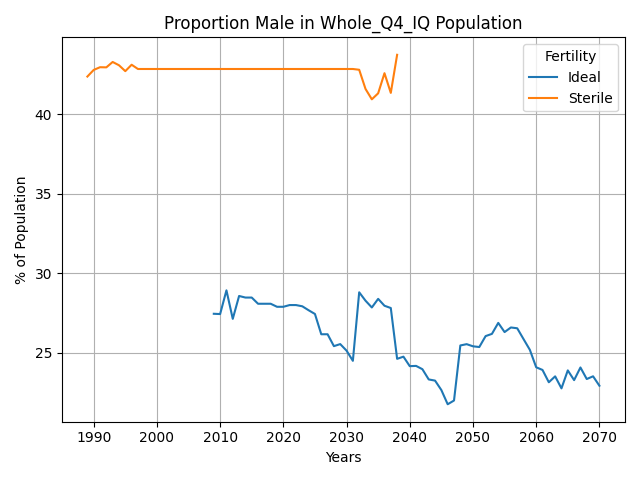 Proportion Male in Whole_Q4_IQ Population
Fertility
Ideal
Sterile
% of Population
40
35
30
25
1990 2000 2010 2020 2030 2040 2050 2060 2070
Years